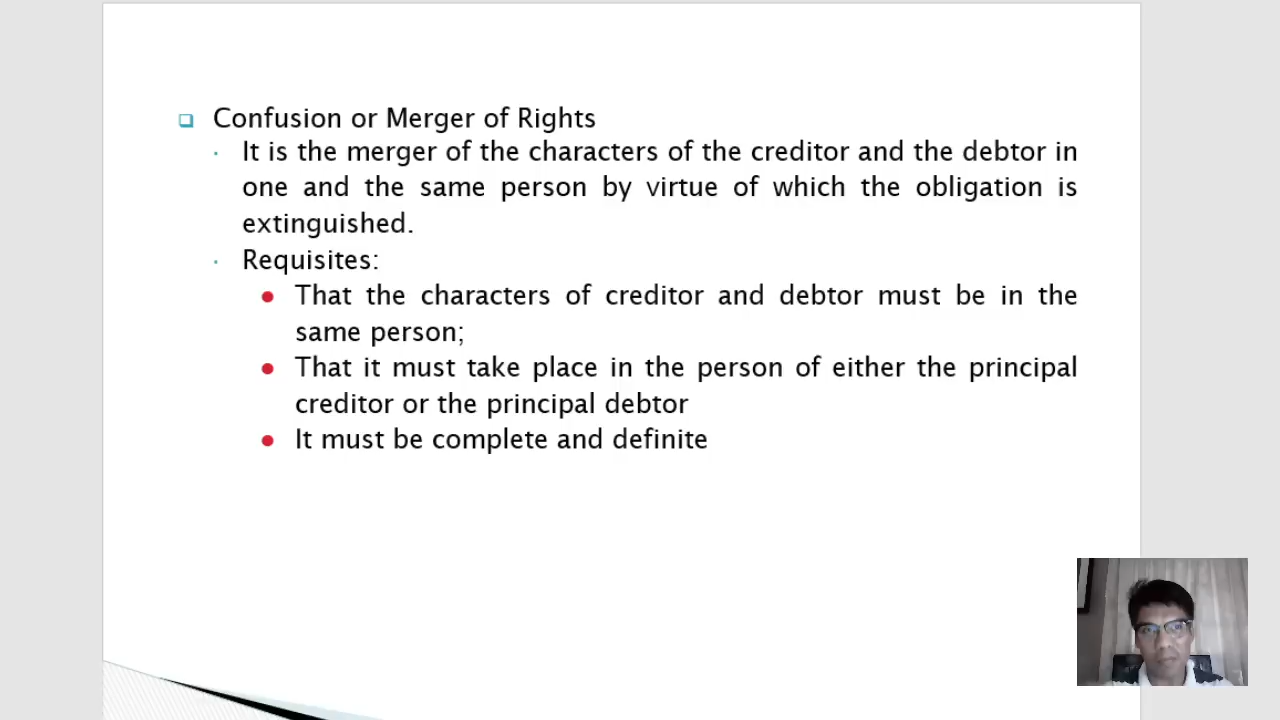 Confusion or Merger of Rights
It is the merger of the characters of the creditor and the debtor in
one and the same person by virtue of which the obligation is
extinguished.
Requisites:
That the characters of creditor and debtor must be in the
same person;
That it must take place in the person of either the principal
creditor or the principal debtor
It must be complete and definite